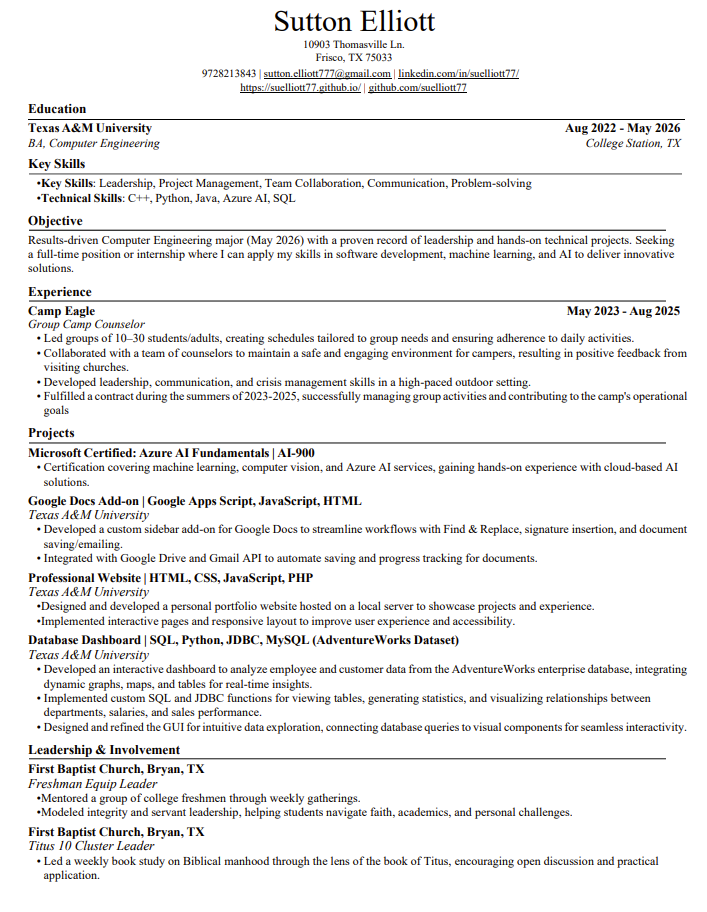 Sutton Elliott
10903 Thomasville Ln.
Frisco, TX 75033
9728213843 | sutton.elliott777@gmail.com | linkedin.com/in/suelliott77/
https://suelliott77.github.io/ | github.com/suelliott77
Education
Texas A&M University Aug 2022 - May 2026
BA, Computer Engineering College Station, TX
Key Skills
•Key Skills: Leadership, Project Management, Team Collaboration, Communication, Problem-solving
•Technical Skills: C++, Python, Java, Azure AI, SQL
Objective
Results-driven Computer Engineering major (May 2026) with a proven record of leadership and hands-on technical projects. Seeking
a full-time position or internship where I can apply my skills in software development, machine learning, and AI to deliver innovative
solutions.
Experience
Camp Eagle May 2023 - Aug 2025
Group Camp Counselor
• Led groups of 10–30 students/adults, creating schedules tailored to group needs and ensuring adherence to daily activities.
• Collaborated with a team of counselors to maintain a safe and engaging environment for campers, resulting in positive feedback from
visiting churches.
• Developed leadership, communication, and crisis management skills in a high-paced outdoor setting.
• Fulfilled a contract during the summers of 2023-2025, successfully managing group activities and contributing to the camp's operational
goals
Projects
Microsoft Certified: Azure AI Fundamentals | AI-900
• Certification covering machine learning, computer vision, and Azure AI services, gaining hands-on experience with cloud-based AI
solutions.
Google Docs Add-on | Google Apps Script, JavaScript, HTML
Texas A&M University
• Developed a custom sidebar add-on for Google Docs to streamline workflows with Find & Replace, signature insertion, and document
saving/emailing.
• Integrated with Google Drive and Gmail API to automate saving and progress tracking for documents.
Professional Website | HTML, CSS, JavaScript, PHP
Texas A&M University
•Designed and developed a personal portfolio website hosted on a local server to showcase projects and experience.
•Implemented interactive pages and responsive layout to improve user experience and accessibility.
Database Dashboard | SQL, Python, JDBC, MySQL (AdventureWorks Dataset)
Texas A&M University
• Developed an interactive dashboard to analyze employee and customer data from the AdventureWorks enterprise database, integrating
dynamic graphs, maps, and tables for real-time insights.
• Implemented custom SQL and JDBC functions for viewing tables, generating statistics, and visualizing relationships between
departments, salaries, and sales performance.
• Designed and refined the GUI for intuitive data exploration, connecting database queries to visual components for seamless interactivity.
Leadership & Involvement
First Baptist Church, Bryan, TX
Freshman Equip Leader
•Mentored a group of college freshmen through weekly gatherings.
•Modeled integrity and servant leadership, helping students navigate faith, academics, and personal challenges.
First Baptist Church, Bryan, TX
Titus 10 Cluster Leader
• Led a weekly book study on Biblical manhood through the lens of the book of Titus, encouraging open discussion and practical
application.